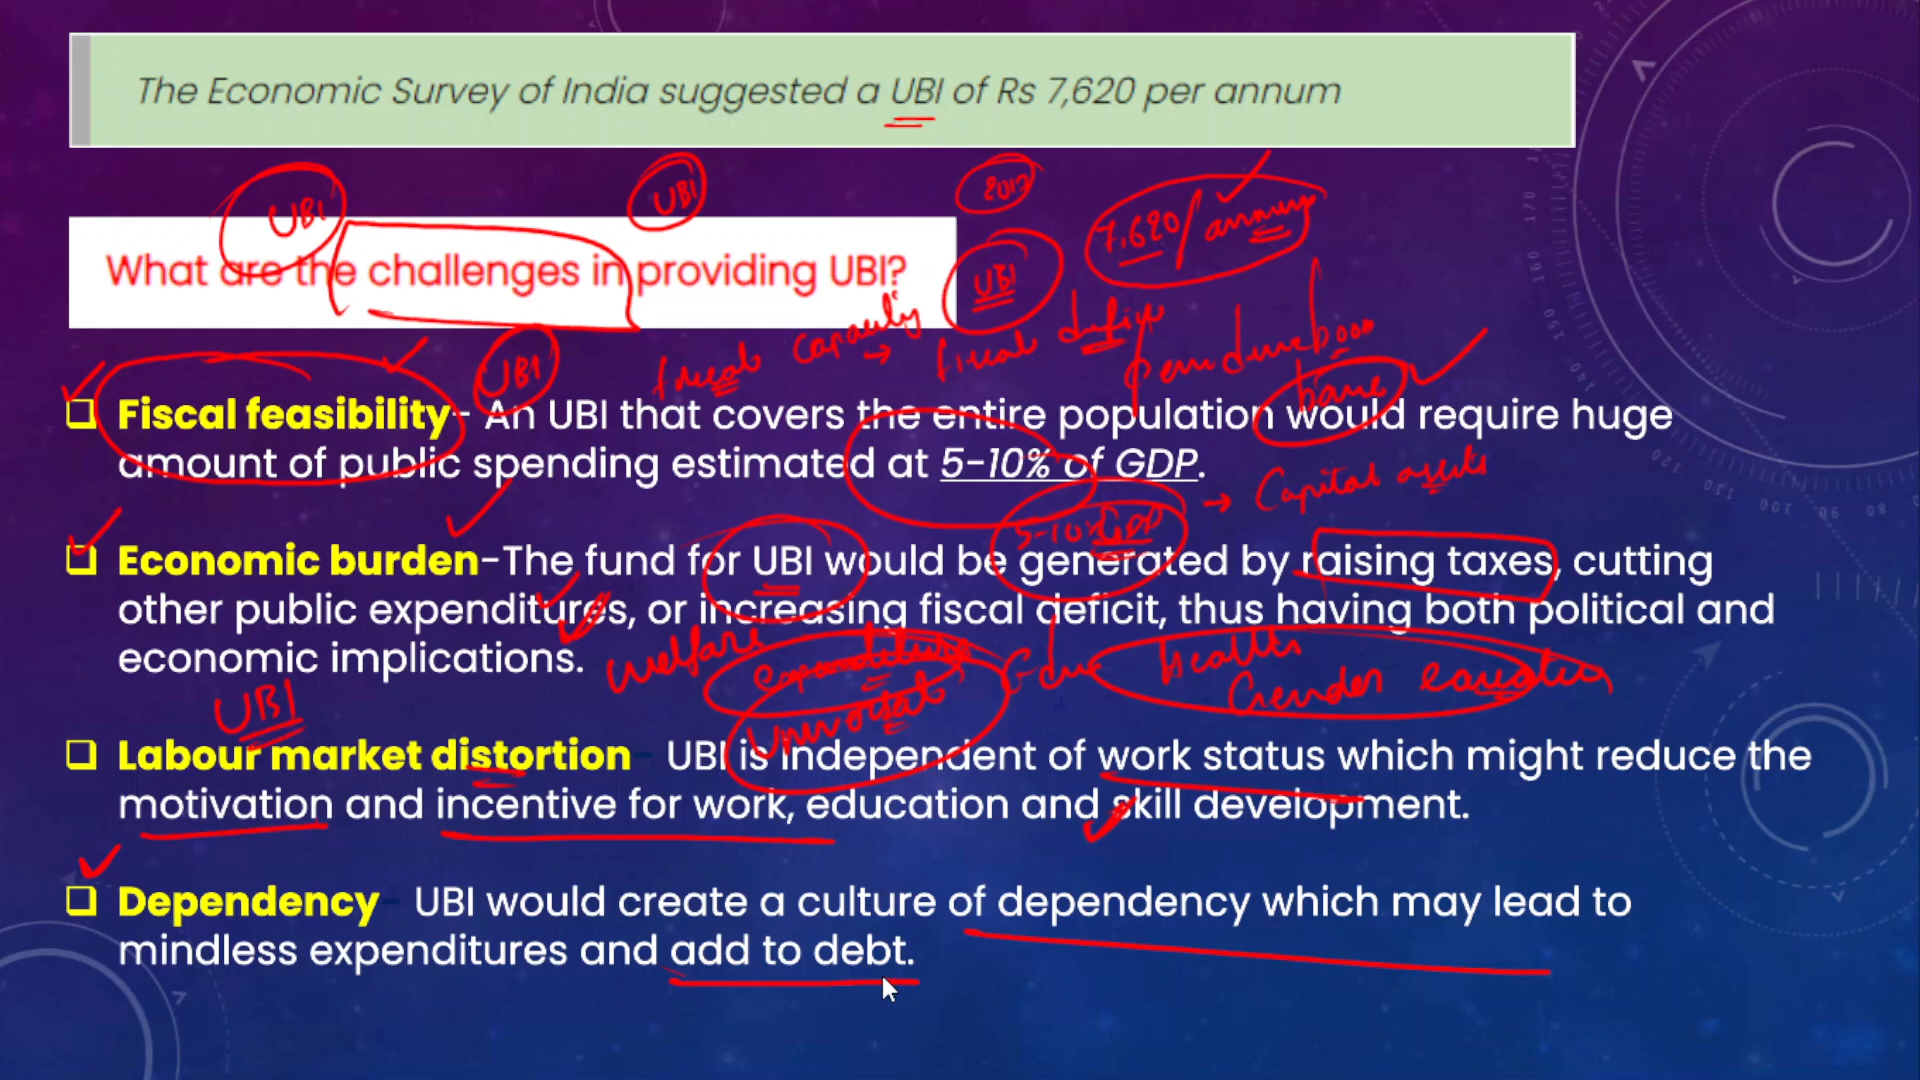 The Economic Survey of India suggested a UBI of Rs 7,620 per annum
UBI
UBI
2017
7,620/annum
What are the challenges in providing UBI?
UBI
UBI
fiscal capacity → fiscal deficit
bane
Fiscal feasibility- An UBI that covers the entire population would require huge
amount of public spending estimated at 5-10% of GDP.
5-10% GDP → Capital assets
Economic burden-The fund for UBI would be generated by raising taxes, cutting
other public expenditures, or increasing fiscal deficit, thus having both political and
economic implications.
welfare expenditure Edu health
Gender equality
UBI
Universal
Labour market distortion - UBI is independent of work status which might reduce the
motivation and incentive for work, education and skill development.
Dependency - UBI would create a culture of dependency which may lead to
mindless expenditures and add to debt.